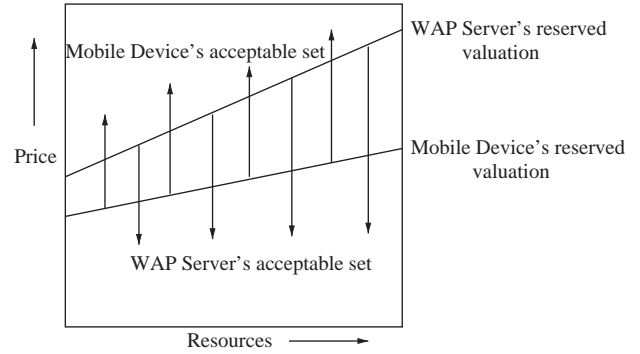 WAP Server's reserved
valuation
Mobile Device's acceptable set
Price
Mobile Device's reserved
valuation
WAP Server's acceptable set
Resources